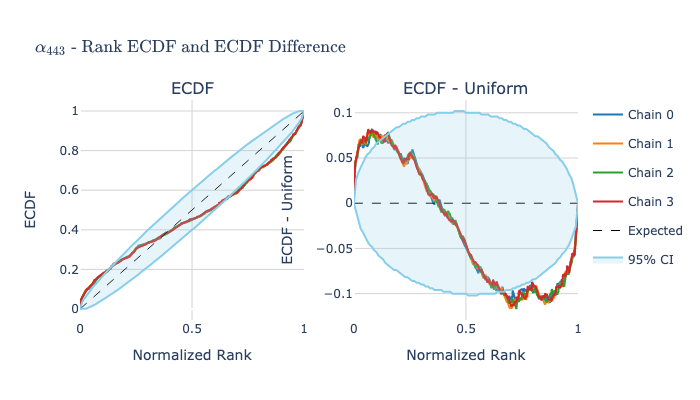 α443 - Rank ECDF and ECDF Difference
ECDF
ECDF - Uniform
ECDF
1
0.8
0.6
0.4
0.2
0
0
0.5
1
Normalized Rank
ECDF - Uniform
0.1
0.05
0
−0.05
−0.1
0
0.5
1
Normalized Rank
Chain 0
Chain 1
Chain 2
Chain 3
Expected
95% CI